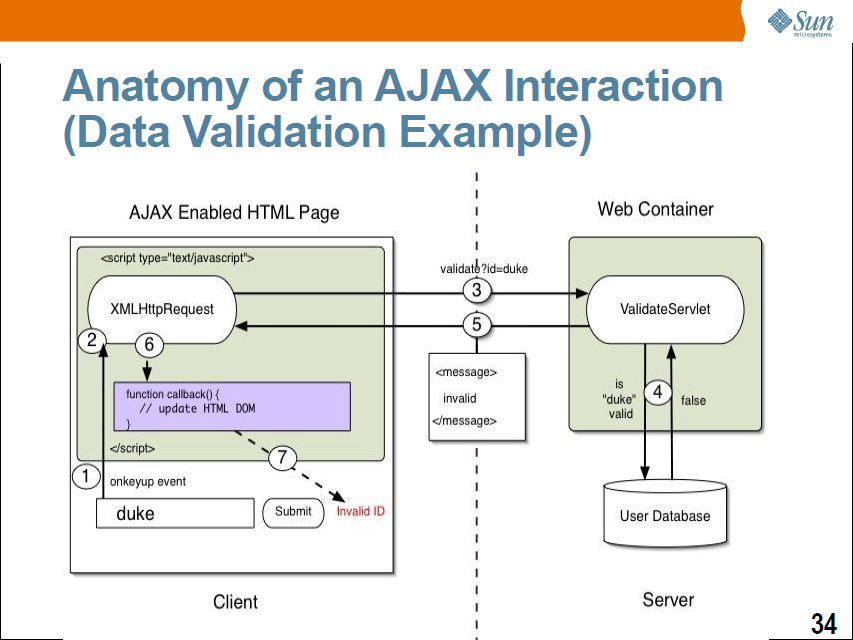 Sun
microsystems
Anatomy of an AJAX Interaction
(Data Validation Example)
AJAX Enabled HTML Page
Web Container
<script type="text/javascript">
validate?id=duke
3
XMLHttpRequest
ValidateServlet
5
2
6
<message>
invalid
</message>
is
"duke"
valid
4
false
function callback() {
// update HTML DOM
}
</script>
7
1
onkeyup event
duke
Submit
Invalid ID
User Database
Client
Server
34